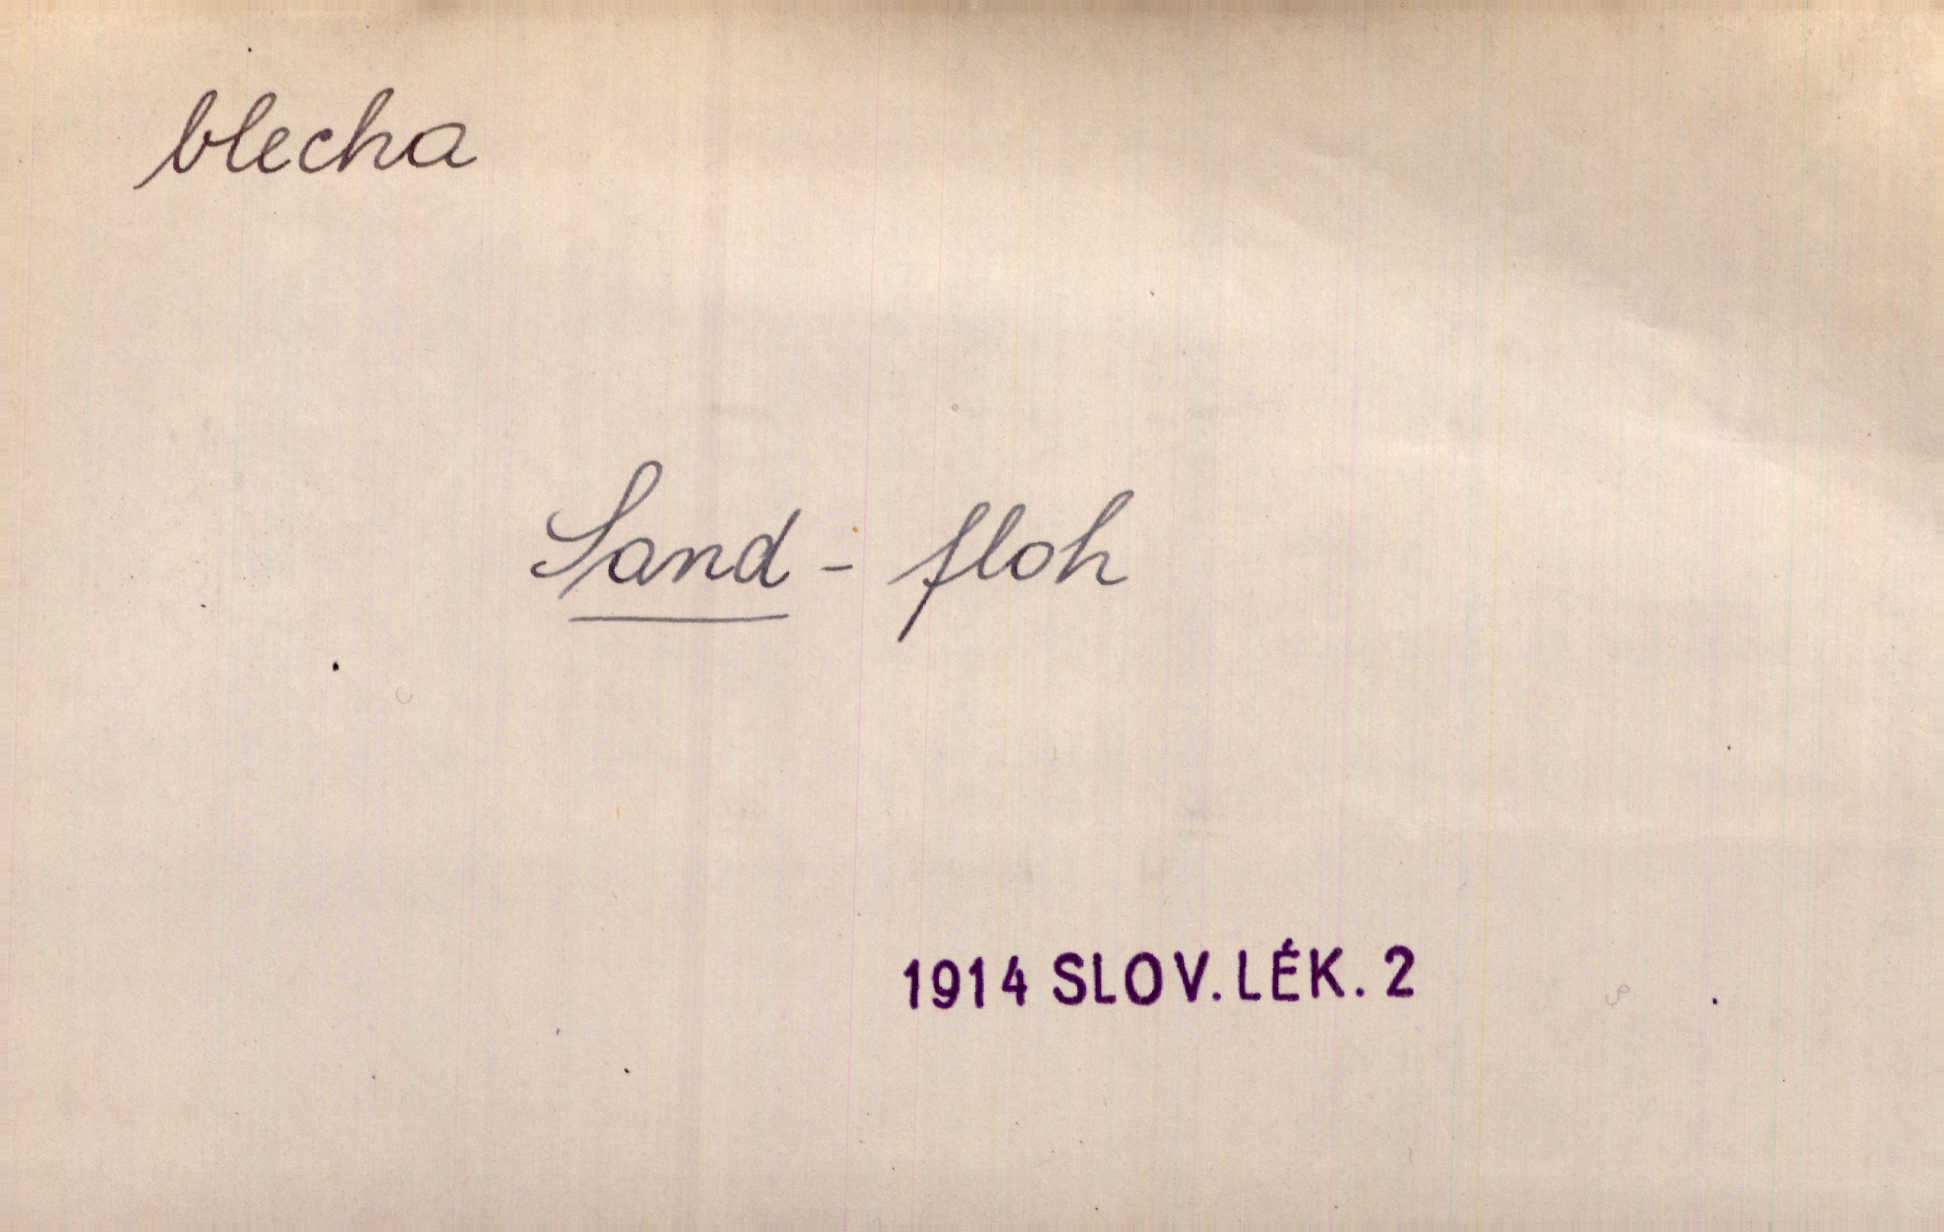 blecha
Sand - floh
1914 SLOV. LÉK. 2